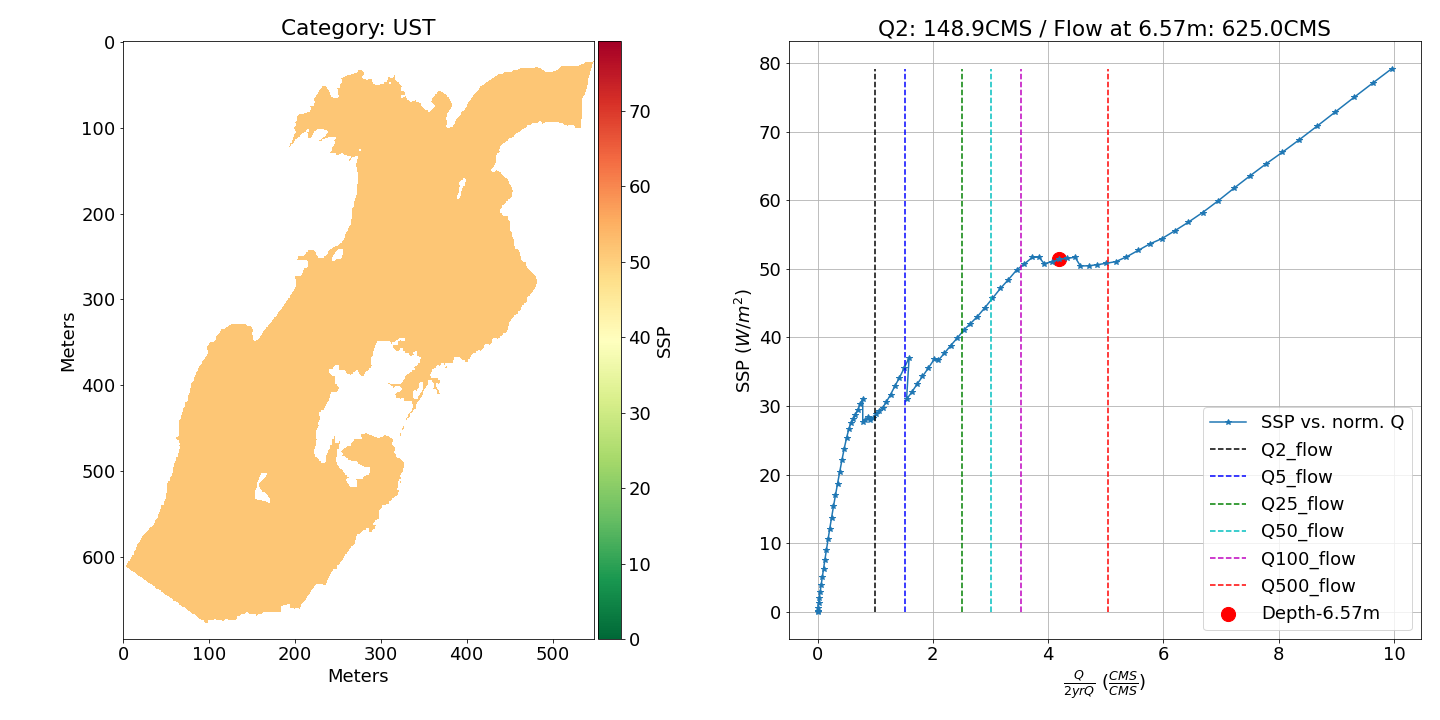 Category: UST
0
100
200
300
400
500
600
Meters
0 100 200 300 400 500
Meters
70
60
50
40
30
20
10
0
SSP
Q2: 148.9CMS / Flow at 6.57m: 625.0CMS
80
70
60
50
40
30
20
10
0
SSP (W/m²)
0 2 4 6 8 10
Q/2yrQ (CMS/CMS)
SSP vs. norm. Q
Q2_flow
Q5_flow
Q25_flow
Q50_flow
Q100_flow
Q500_flow
Depth-6.57m